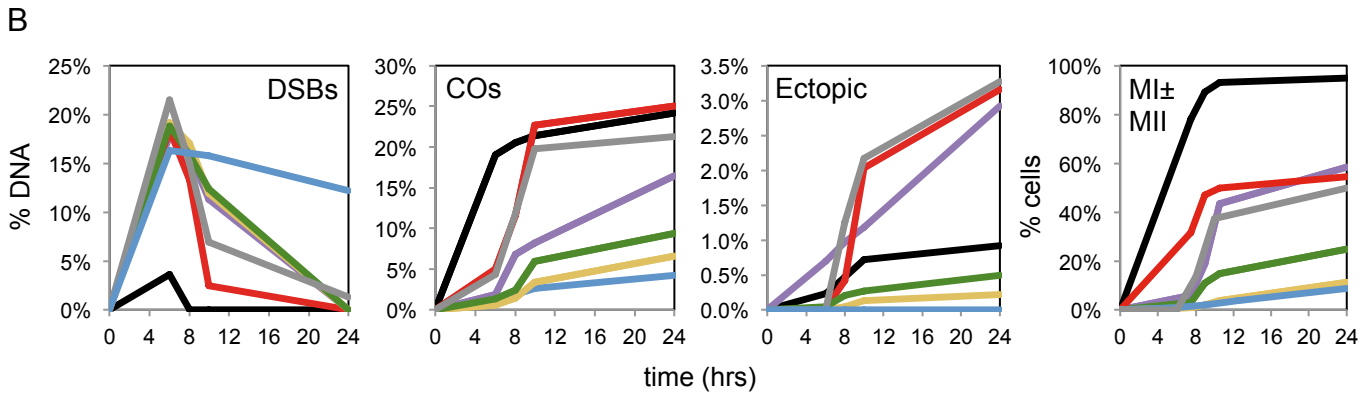 B
25%
20%
15%
10%
5%
0%
% DNA
DSBs
0 4 8 12 16 20 24
30%
25%
20%
15%
10%
5%
0%
COs
0 4 8 12 16 20 24
3.5%
3.0%
2.5%
2.0%
1.5%
1.0%
0.5%
0.0%
Ectopic
0 4 8 12 16 20 24
100%
80%
60%
40%
20%
0%
% cells
MI±
MII
0 4 8 12 16 20 24
time (hrs)